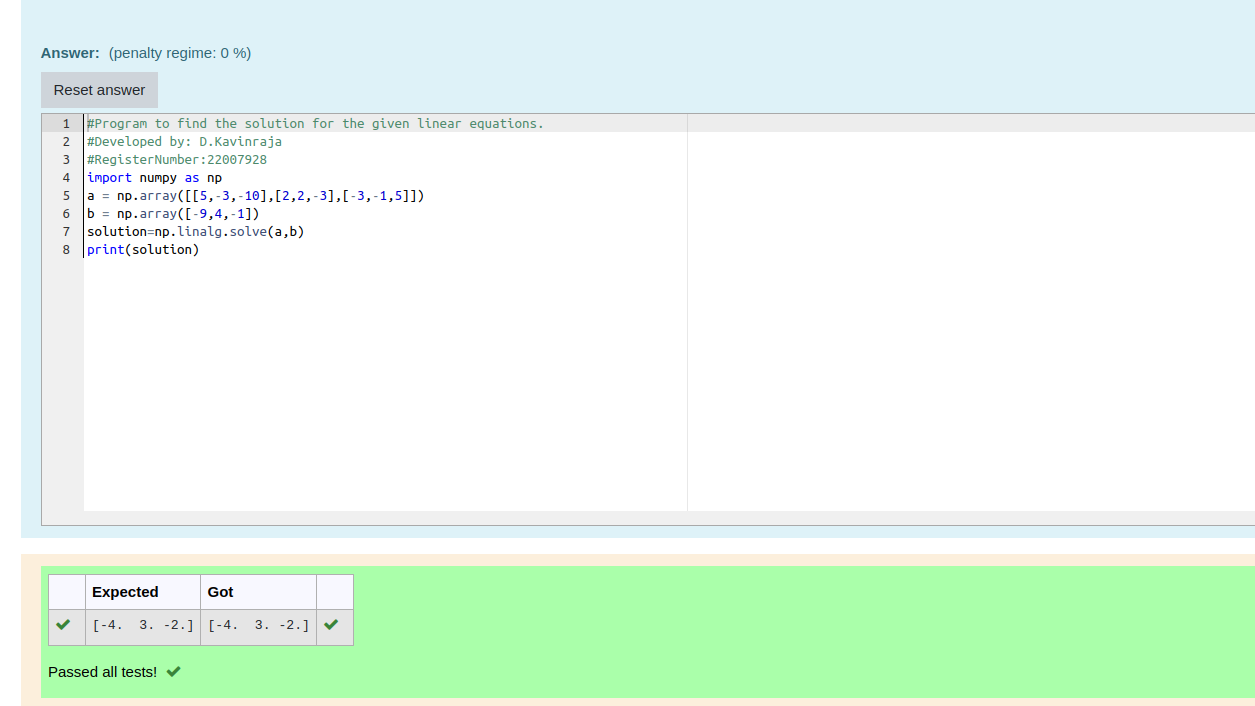 Answer: (penalty regime: 0 %)
Reset answer
1 #Program to find the solution for the given linear equations.
2 #Developed by: D.Kavinraja
3 #RegisterNumber:22007928
4 import numpy as np
5 a = np.array([[5,-3,-10],[2,2,-3],[-3,-1,5]])
6 b = np.array([-9,4,-1])
7 solution=np.linalg.solve(a,b)
8 print(solution)
Expected Got
[-4.  3. -2.] [-4.  3. -2.]
Passed all tests!